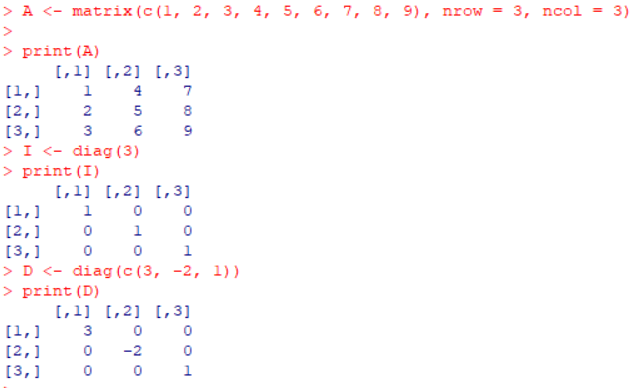 > A <- matrix(c(1, 2, 3, 4, 5, 6, 7, 8, 9), nrow = 3, ncol = 3)
>
> print(A)
     [,1] [,2] [,3]
[1,]    1    4    7
[2,]    2    5    8
[3,]    3    6    9
> I <- diag(3)
> print(I)
     [,1] [,2] [,3]
[1,]    1    0    0
[2,]    0    1    0
[3,]    0    0    1
> D <- diag(c(3, -2, 1))
> print(D)
     [,1] [,2] [,3]
[1,]    3    0    0
[2,]    0   -2    0
[3,]    0    0    1